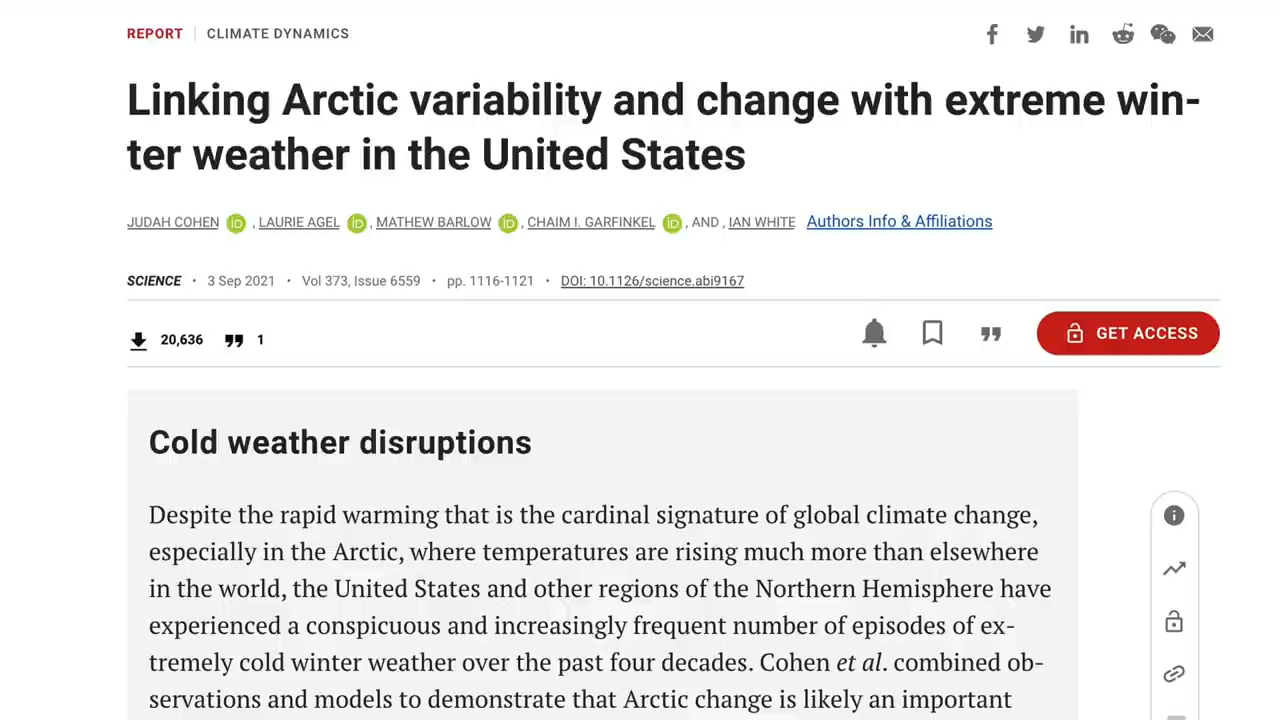 REPORT CLIMATE DYNAMICS
Linking Arctic variability and change with extreme win-
ter weather in the United States
JUDAH COHEN iD , LAURIE AGEL iD , MATHEW BARLOW iD , CHAIM I. GARFINKEL iD , AND , IAN WHITE Authors Info & Affiliations
SCIENCE • 3 Sep 2021 • Vol 373, Issue 6559 • pp. 1116-1121 • DOI: 10.1126/science.abi9167
20,636 1
GET ACCESS
Cold weather disruptions
Despite the rapid warming that is the cardinal signature of global climate change,
especially in the Arctic, where temperatures are rising much more than elsewhere
in the world, the United States and other regions of the Northern Hemisphere have
experienced a conspicuous and increasingly frequent number of episodes of ex-
tremely cold winter weather over the past four decades. Cohen et al. combined ob-
servations and models to demonstrate that Arctic change is likely an important